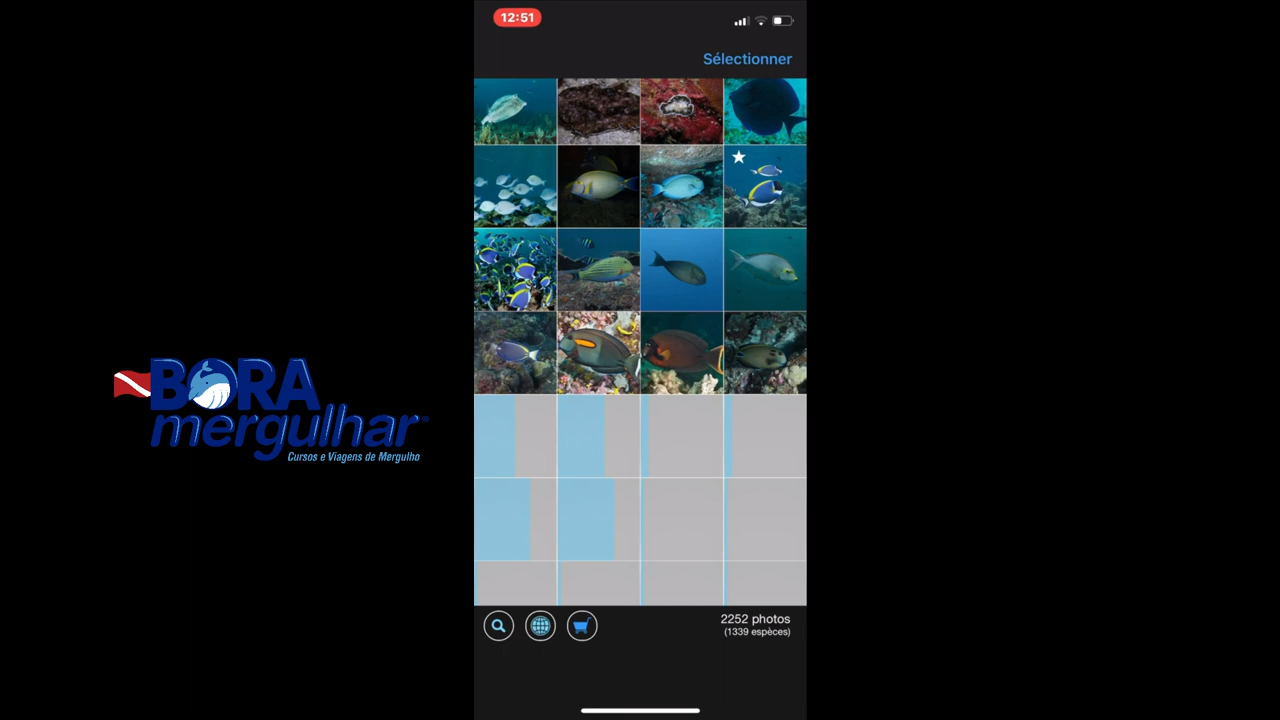 12:51
Sélectionner
BORA
mergulhar
Cursos e Viagens de Mergulho
2252 photos
(1339 espèces)